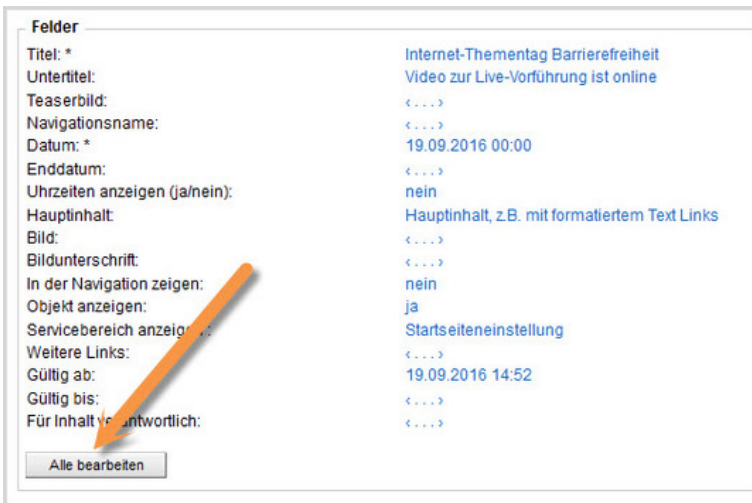 Felder
Titel: * Internet-Thementag Barrierefreiheit
Untertitel: Video zur Live-Vorführung ist online
Teaserbild: ‹ . . . ›
Navigationsname: ‹ . . . ›
Datum: * 19.09.2016 00:00
Enddatum: ‹ . . . ›
Uhrzeiten anzeigen (ja/nein): nein
Hauptinhalt: Hauptinhalt, z.B. mit formatiertem Text Links
Bild: ‹ . . . ›
Bildunterschrift: ‹ . . . ›
In der Navigation zeigen: nein
Objekt anzeigen: ja
Servicebereich anzeigen: Startseiteneinstellung
Weitere Links: ‹ . . . ›
Gültig ab: 19.09.2016 14:52
Gültig bis: ‹ . . . ›
Für Inhalt verantwortlich: ‹ . . . ›
Alle bearbeiten